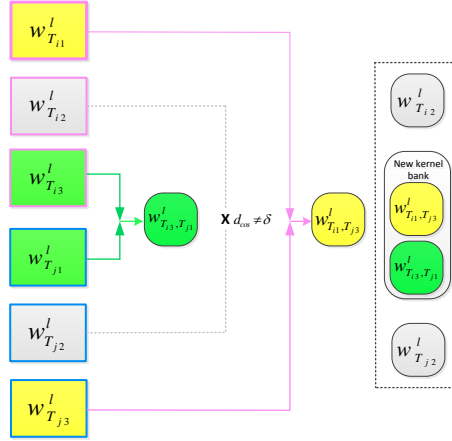 w^l_{T_{i1}}
w^l_{T_{i2}}
w^l_{T_{i3}}
w^l_{T_{j1}}
w^l_{T_{j2}}
w^l_{T_{j3}}
w^l_{T_{i3},T_{j1}}
X d_{cos} ≠ δ
w^l_{T_{i1},T_{j3}}
w^l_{T_{i2}}
New kernel
bank
w^l_{T_{i1},T_{j3}}
w^l_{T_{i3},T_{j1}}
w^l_{T_{j2}}